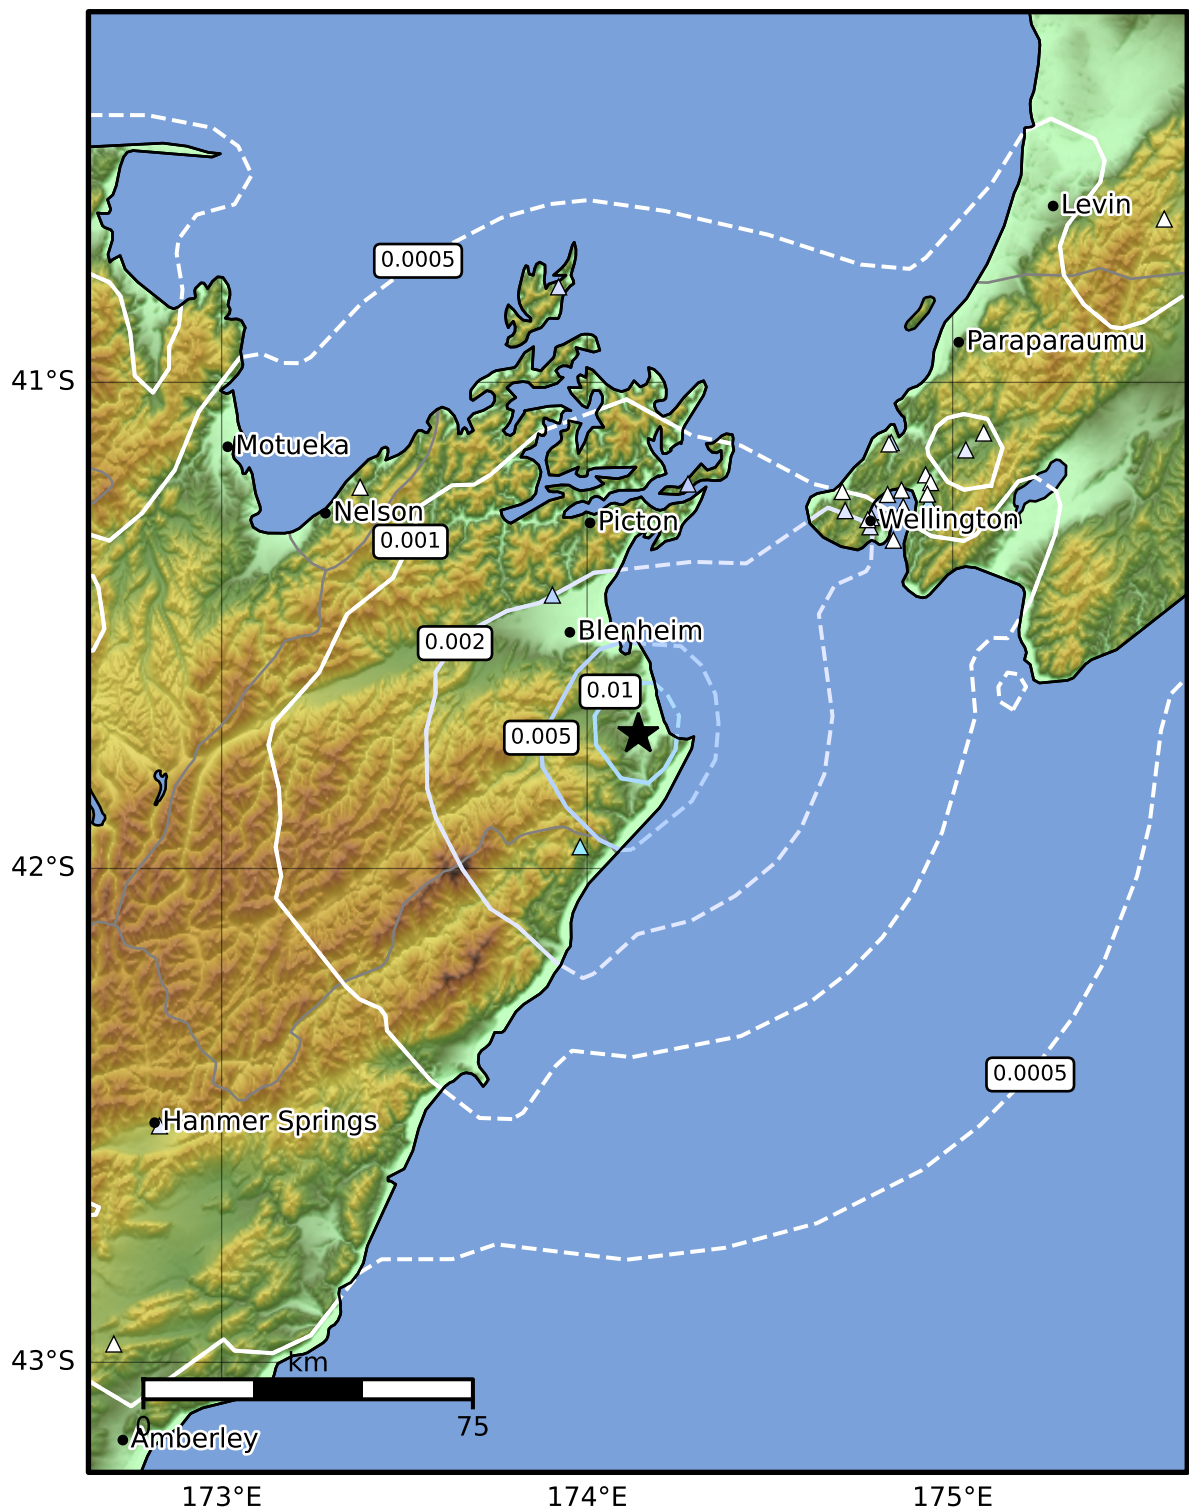 Levin
0.0005
Paraparaumu
41°S
Motueka
Nelson
Picton
Wellington
0.001
Blenheim
0.002
0.01
0.005
42°S
0.0005
Hanmer Springs
43°S
km
0
75
Amberley
173°E
174°E
175°E